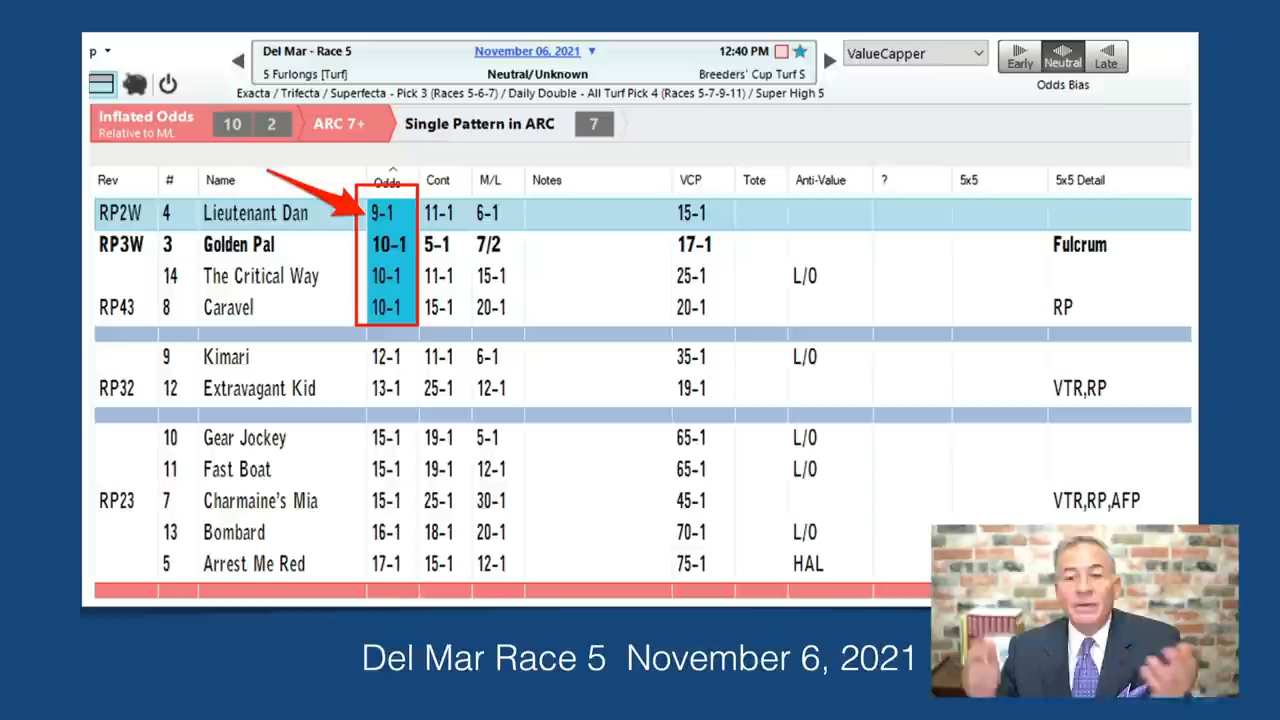 p
Del Mar - Race 5 November 06, 2021 12:40 PM
5 Furlongs [Turf] Neutral/Unknown Breeders' Cup Turf S
Exacta / Trifecta / Superfecta - Pick 3 (Races 5-6-7) / Daily Double - All Turf Pick 4 (Races 5-7-9-11) / Super High 5
ValueCapper
Early Neutral Late
Odds Bias
Inflated Odds
Relative to M/L
10 2 ARC 7+ Single Pattern in ARC 7
Rev # Name Odds Cont M/L Notes VCP Tote Anti-Value ? 5x5 5x5 Detail
RP2W 4 Lieutenant Dan 9-1 11-1 6-1 15-1
RP3W 3 Golden Pal 10-1 5-1 7/2 17-1 Fulcrum
14 The Critical Way 10-1 11-1 15-1 25-1 L/O
RP43 8 Caravel 10-1 15-1 20-1 20-1 RP
9 Kimari 12-1 11-1 6-1 35-1 L/O
RP32 12 Extravagant Kid 13-1 25-1 12-1 19-1 VTR,RP
10 Gear Jockey 15-1 19-1 5-1 65-1 L/O
11 Fast Boat 15-1 19-1 12-1 65-1 L/O
RP23 7 Charmaine's Mia 15-1 25-1 30-1 45-1 VTR,RP,AFP
13 Bombard 16-1 18-1 20-1 70-1 L/O
5 Arrest Me Red 17-1 15-1 12-1 75-1 HAL
Del Mar Race 5 November 6, 2021